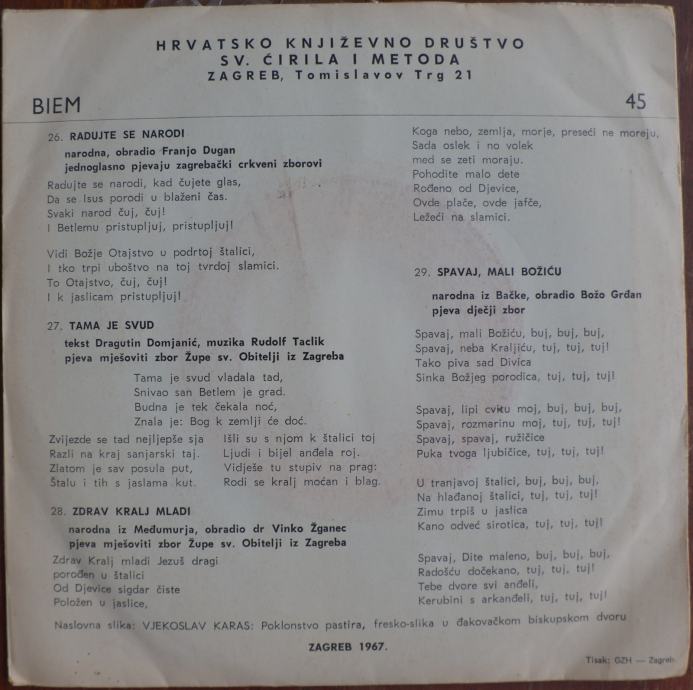 HRVATSKO KNJIŽEVNO DRUŠTVO
SV. ĆIRILA I METODA
ZAGREB, Tomislavov Trg 21
BIEM
45
26. RADUJTE SE NARODI
narodna, obradio Franjo Dugan
jednoglasno pjevaju zagrebački crkveni zborovi
Radujte se narodi, kad čujete glas,
Da se Isus porodi u blaženi čas.
Svaki narod čuj, čuj!
I Betlemu pristupljuj, pristupljuj!
Vidi Božje Otajstvo u podrtoj štalici,
I tko trpi uboštvo na toj tvrdoj slamici.
To Otajstvo, čuj, čuj!
I k jaslicam pristupljuj!
27. TAMA JE SVUD
tekst Dragutin Domjanić, muzika Rudolf Taclik
pjeva mješoviti zbor Župe sv. Obitelji iz Zagreba
Tama je svud vladala tad,
Snivao san Betlem je grad.
Budna je tek čekala noć,
Znala je: Bog k zemlji će doć.
Zvijezde se tad nejljepše sja
Razli na kraj sanjarski taj.
Zlatom je sav posula put,
Štalu i tih s jaslama kut.
Išli su s njom k štalici toj
Ljudi i bijel anđela roj.
Vidješe tu stupiv na prag:
Rodi se kralj moćan i blag.
28. ZDRAV KRALJ MLADI
narodna iz Međumurja, obradio dr Vinko Žganec
pjeva mješoviti zbor Župe sv. Obitelji iz Zagreba
Zdrav Kralj mladi Jezuš dragi
porođen u štalici
Od Djevice sigdar čiste
Položen u jaslice,
Koga nebo, zemlja, morje, preseći ne moreju,
Sada oslek i no volek
med se zeti moraju.
Pohodite malo dete
Rođeno od Djevice,
Ovde plače, ovde jafče,
Ležeći na slamici.
29. SPAVAJ, MALI BOŽIĆU
narodna iz Bačke, obradio Božo Grđan
pjeva dječji zbor
Spavaj, mali Božiću, buj, buj, buj,
Spavaj, neba Kraljiću, tuj, tuj, tuj!
Tako piva sad Divica
Sinka Božjeg porodica, tuj, tuj, tuj!
Spavaj, lipi cvitu moj, buj, buj, buj,
Spavaj, rozmarinu moj, tuj, tuj, tuj!
Spavaj, spavaj, ružičice
Puka tvoga ljubičice, tuj, tuj, tuj!
U tranjavoj štalici, buj, buj, buj,
Na hlađanoj štalici, tuj, tuj, tuj!
Zimu trpiš u jaslica
Kano odveć sirotica, tuj, tuj, tuj!
Spavaj, Dite maleno, buj, buj, buj,
Radošću dočekano, tuj, tuj, tuj!
Tebe dvore svi anđeli,
Kerubini s arkanđeli, tuj, tuj, tuj!
Naslovna slika: VJEKOSLAV KARAS: Poklonstvo pastira, fresko-slika u đakovačkom biskupskom dvoru
ZAGREB 1967.
Tisak: GZH — Zagreb